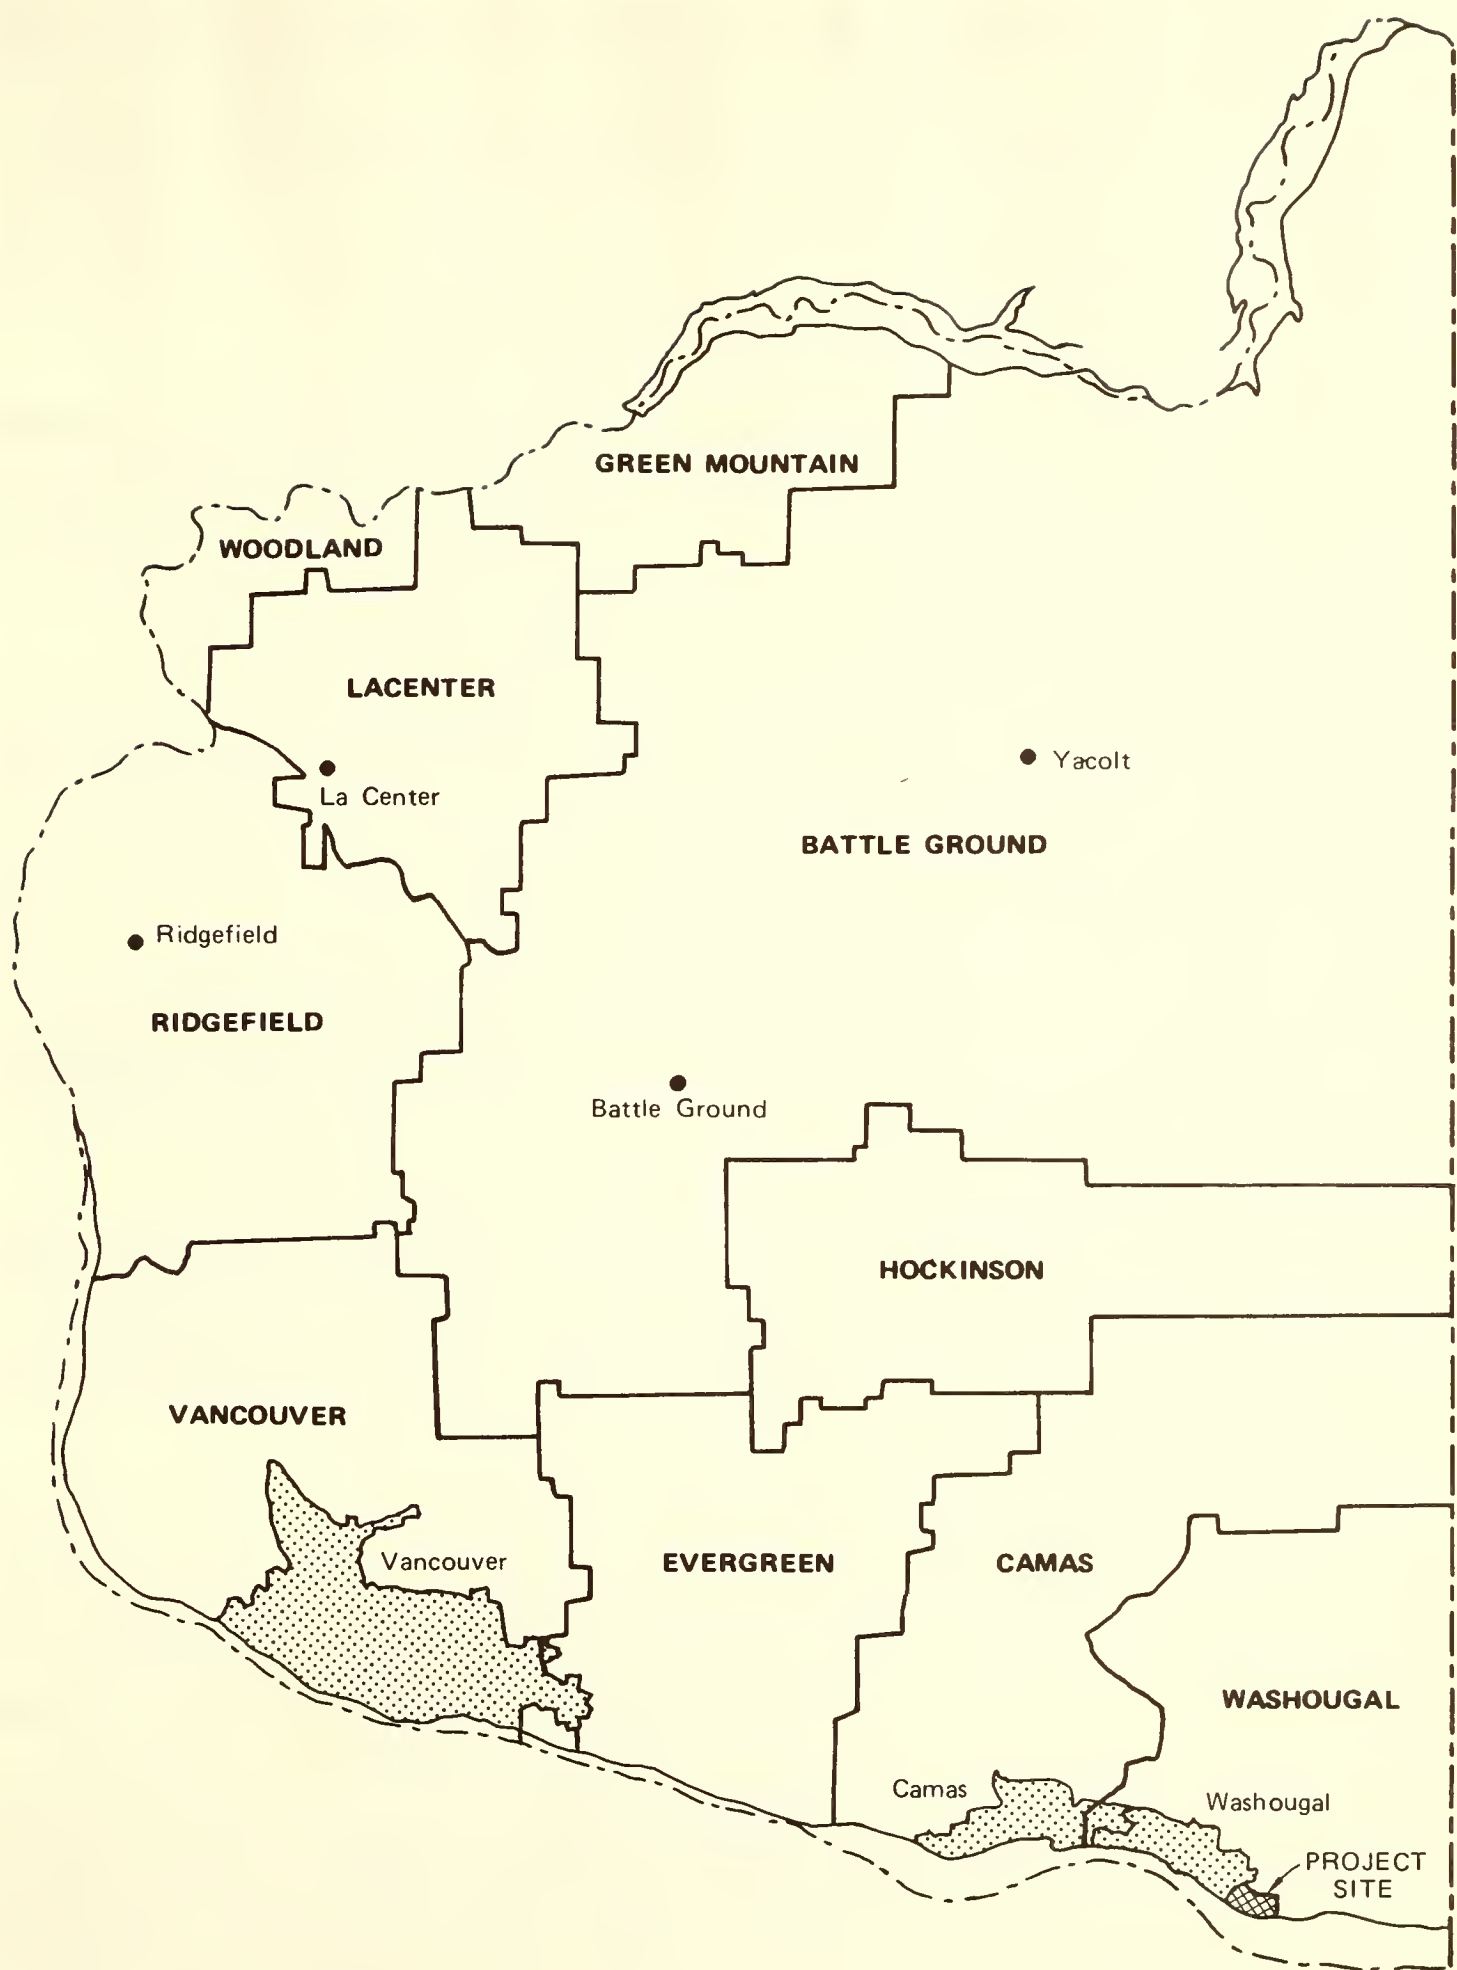 GREEN MOUNTAIN
WOODLAND
LACENTER
Yacolt
La Center
BATTLE GROUND
Ridgefield
RIDGEFIELD
Battle Ground
HOCKINSON
VANCOUVER
Vancouver
EVERGREEN
CAMAS
WASHOUGAL
Camas
Washougal
PROJECT
SITE